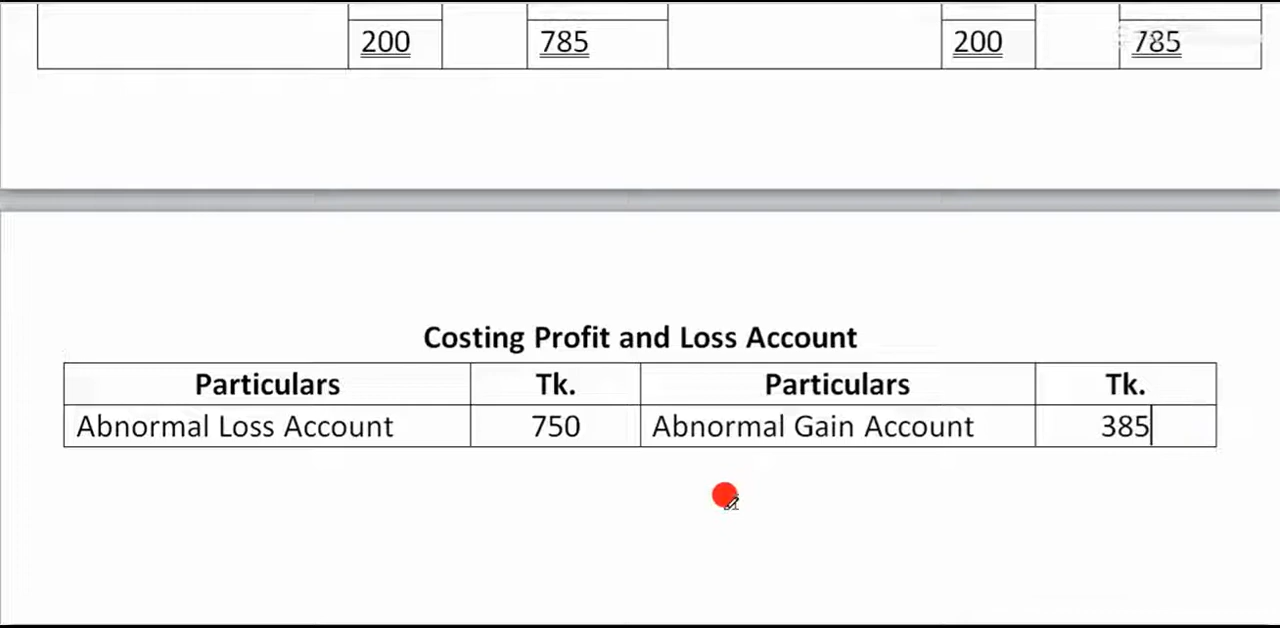 200 785 200 785
Costing Profit and Loss Account
Particulars Tk. Particulars Tk.
Abnormal Loss Account 750 Abnormal Gain Account 385